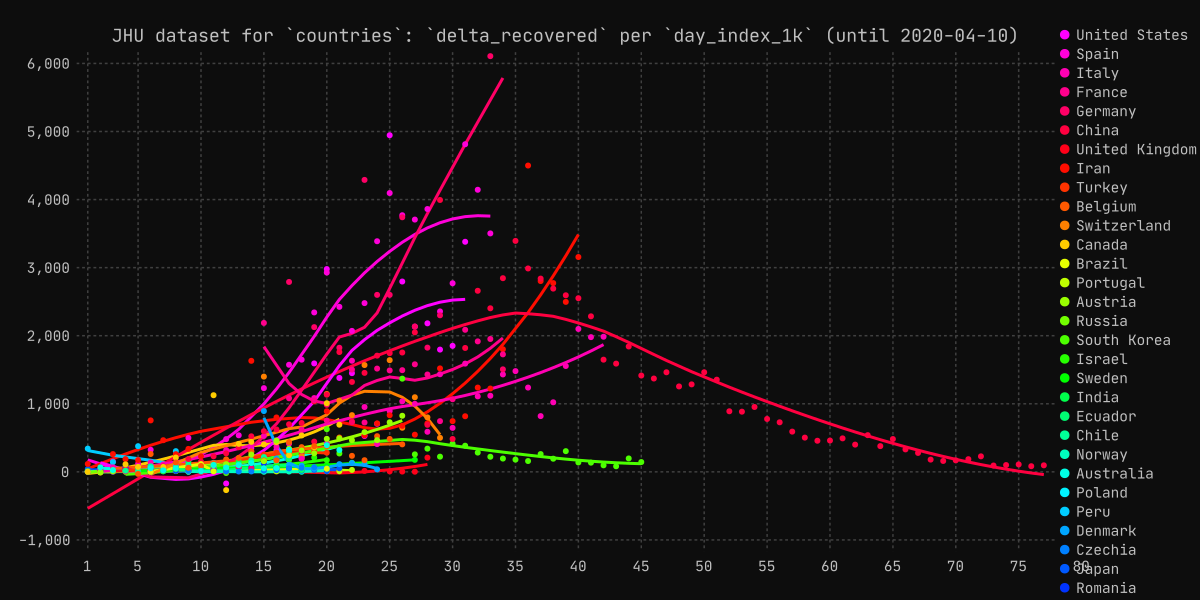 JHU dataset for `countries`: `delta_recovered` per `day_index_1k` (until 2020-04-10)
6,000
5,000
4,000
3,000
2,000
1,000
0
-1,000
1 5 10 15 20 25 30 35 40 45 50 55 60 65 70 75 80
United States
Spain
Italy
France
Germany
China
United Kingdom
Iran
Turkey
Belgium
Switzerland
Canada
Brazil
Portugal
Austria
Russia
South Korea
Israel
Sweden
India
Ecuador
Chile
Norway
Australia
Poland
Peru
Denmark
Czechia
Japan
Romania